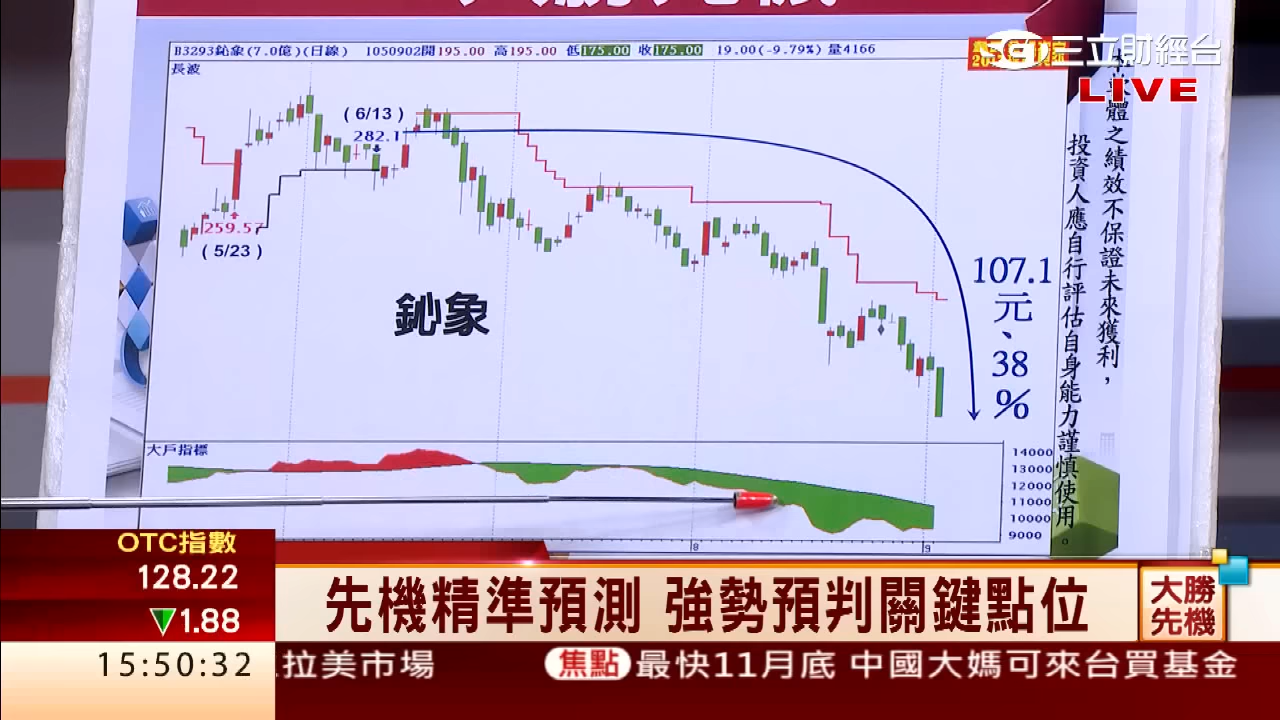 B3293鈊象(7.0億)(日線) 1030902開195.00 高195.00 低175.00 收175.00 19.00(-9.79%) 量4166
三立財經台
LIVE
長波
(6/13)
282.1
259.57
(5/23)
鈊象
107.1
元、
38
%
體之績效不保證未來獲利，
投資人應自行評估自身能力謹慎使用。
大戶指標
14000
13000
12000
11000
10000
9000
8
9
OTC指數
128.22
▼1.88
15:50:32
先機精準預測 強勢預判關鍵點位
大勝
先機
拉美市場 焦點 最快11月底 中國大媽可來台買基金